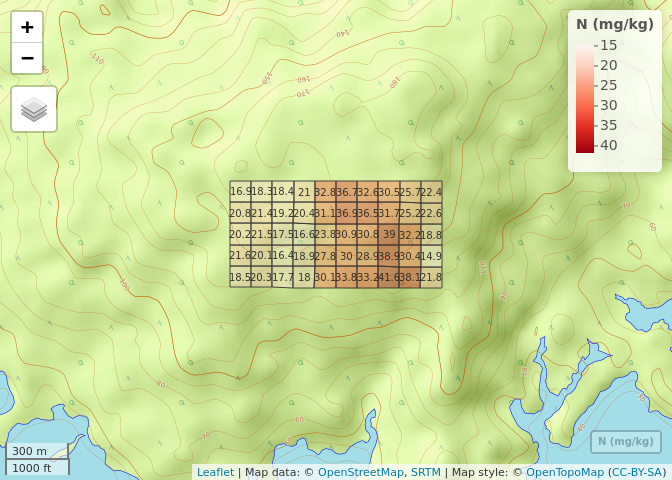 +
−
N (mg/kg)
15
20
25
30
35
40
140
110
150
160
170
180
16.9 18.3 18.4 21 32.8 36.7 32.6 30.5 25.7 22.4
20.8 21.4 19.2 20.4 31.1 36.9 36.5 31.7 25.2 22.6
20.2 21.5 17.5 16.6 23.8 30.9 30.8 39 32.2 18.8
21.6 20.1 16.4 18.9 27.8 30 28.9 38.9 30.4 14.9
18.5 20.3 17.7 18 30.1 33.8 33.2 41.6 38.1 21.8
70
60
100
80
60
70
40
N (mg/kg)
300 m
1000 ft
Leaflet | Map data: © OpenStreetMap, SRTM | Map style: © OpenTopoMap (CC-BY-SA)